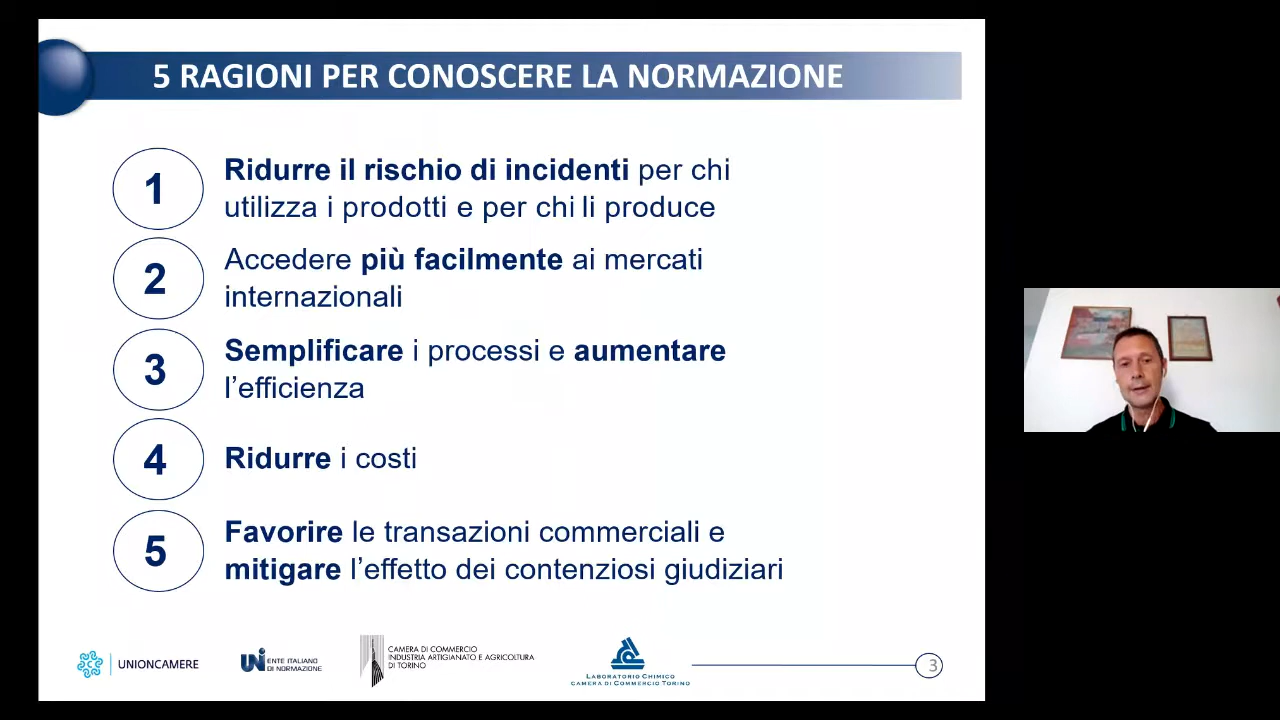 5 RAGIONI PER CONOSCERE LA NORMAZIONE
1
Ridurre il rischio di incidenti per chi
utilizza i prodotti e per chi li produce
2
Accedere più facilmente ai mercati
internazionali
3
Semplificare i processi e aumentare
l’efficienza
4
Ridurre i costi
5
Favorire le transazioni commerciali e
mitigare l’effetto dei contenziosi giudiziari
UNIONCAMERE
UNI ENTE ITALIANO
DI NORMAZIONE
CAMERA DI COMMERCIO
INDUSTRIA ARTIGIANATO E AGRICOLTURA
DI TORINO
LABORATORIO CHIMICO
CAMERA DI COMMERCIO TORINO
3